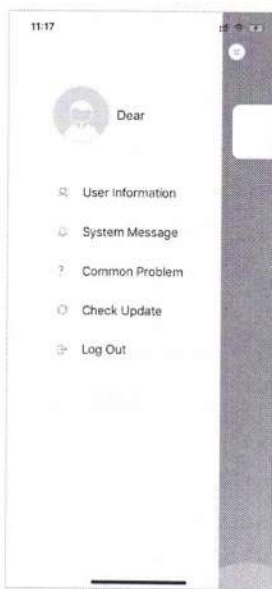 11:17
Dear
User Information
System Message
? Common Problem
Check Update
Log Out